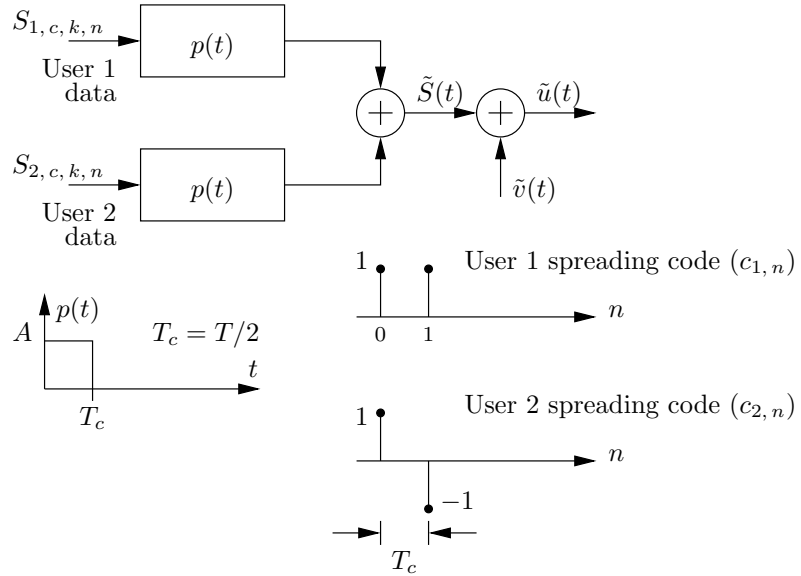 S_{1, c, k, n}
p(t)
User 1
data
S̃(t)
ũ(t)
+
+
S_{2, c, k, n}
p(t)
ṽ(t)
User 2
data
1
User 1 spreading code (c_{1, n})
n
0
1
p(t)
A
T_c = T/2
t
T_c
1
User 2 spreading code (c_{2, n})
n
−1
T_c